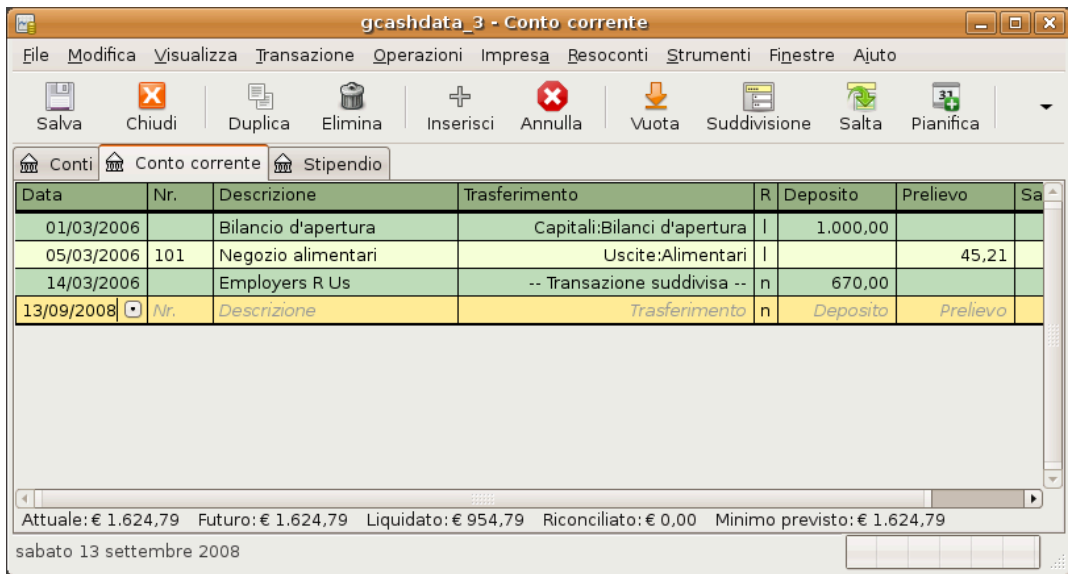 gcashdata_3 - Conto corrente
File Modifica Visualizza Transazione Operazioni Impresa Resoconti Strumenti Finestre Aiuto
Salva Chiudi Duplica Elimina Inserisci Annulla Vuota Suddivisione Salta 31 Pianifica
Conti Conto corrente Stipendio
Data Nr. Descrizione Trasferimento R Deposito Prelievo Sa
01/03/2006 Bilancio d'apertura Capitali:Bilanci d'apertura l 1.000,00
05/03/2006 101 Negozio alimentari Uscite:Alimentari l 45,21
14/03/2006 Employers R Us -- Transazione suddivisa -- n 670,00
13/09/2008 Nr. Descrizione Trasferimento n Deposito Prelievo
Attuale: € 1.624,79 Futuro: € 1.624,79 Liquidato: € 954,79 Riconciliato: € 0,00 Minimo previsto: € 1.624,79
sabato 13 settembre 2008